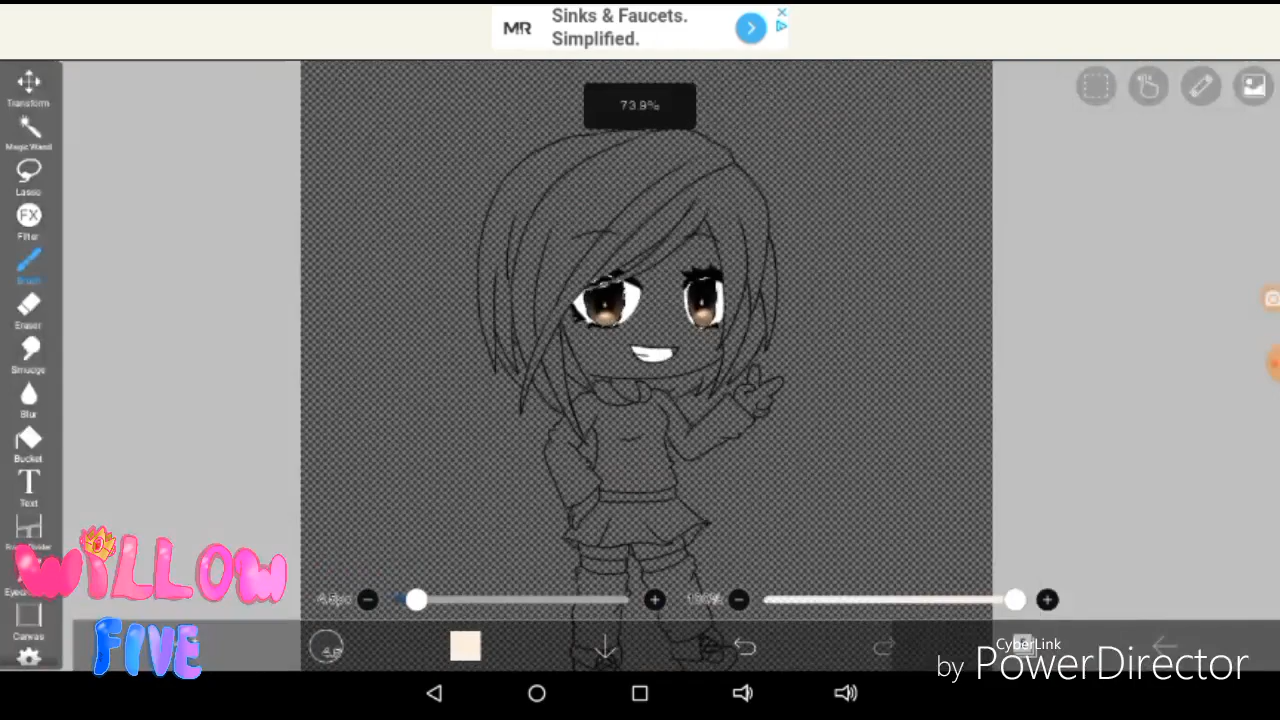 MR
Sinks & Faucets.
Simplified.
73.9%
Transform
Magic Wand
Lasso
FX
Filter
Brush
Eraser
Smudge
Blur
Bucket
T
Text
Canvas
WiLLOW
FIVE
CyberLink
by PowerDirector